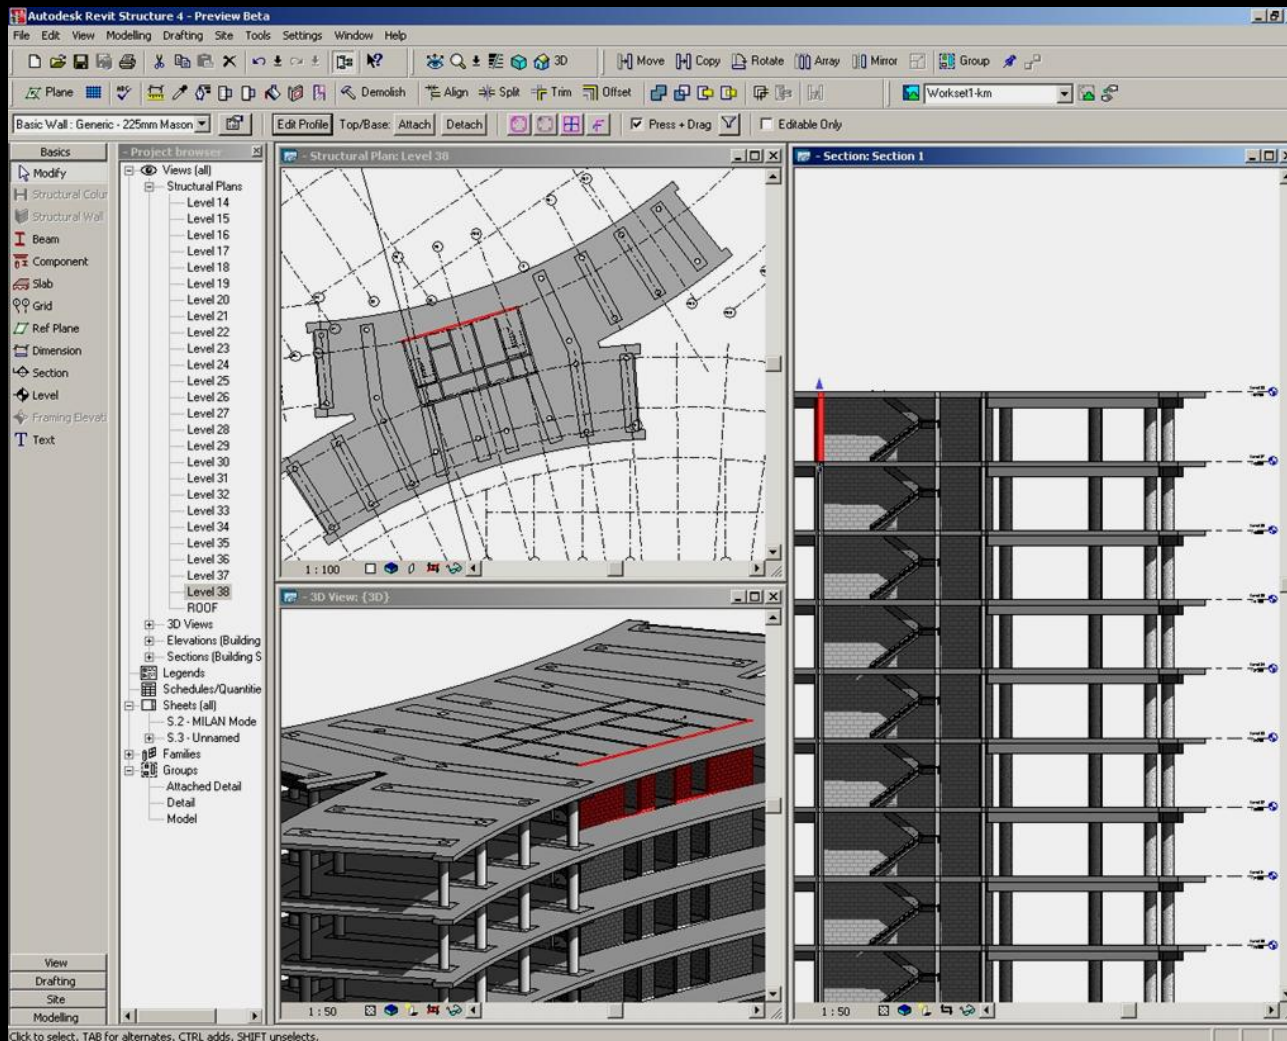 Autodesk Revit Structure 4 - Preview Beta
File Edit View Modelling Drafting Site Tools Settings Window Help
3D Move Copy Rotate Array Mirror Group
Plane Demolish Align Split Trim Offset Workset1-km
Basic Wall : Generic - 225mm Mason Edit Profile Top/Base: Attach Detach Press + Drag Editable Only
Basics
Modify
Structural Colur
Structural Wall
Beam
Component
Slab
Grid
Ref Plane
Dimension
Section
Level
Framing Elevati
Text
View
Drafting
Site
Modelling
- Project browser
Views (all)
Structural Plans
Level 14
Level 15
Level 16
Level 17
Level 18
Level 19
Level 20
Level 21
Level 22
Level 23
Level 24
Level 25
Level 26
Level 27
Level 28
Level 29
Level 30
Level 31
Level 32
Level 33
Level 34
Level 35
Level 36
Level 37
Level 38
ROOF
3D Views
Elevations (Building
Sections (Building S
Legends
Schedules/Quantitie
Sheets (all)
S.2 - MILAN Mode
S.3 - Unnamed
Families
Groups
Attached Detail
Detail
Model
- Structural Plan: Level 38
1 : 100
- 3D View: {3D}
1 : 50
- Section: Section 1
1 : 50
Click to select, TAB for alternates, CTRL adds, SHIFT unselects.